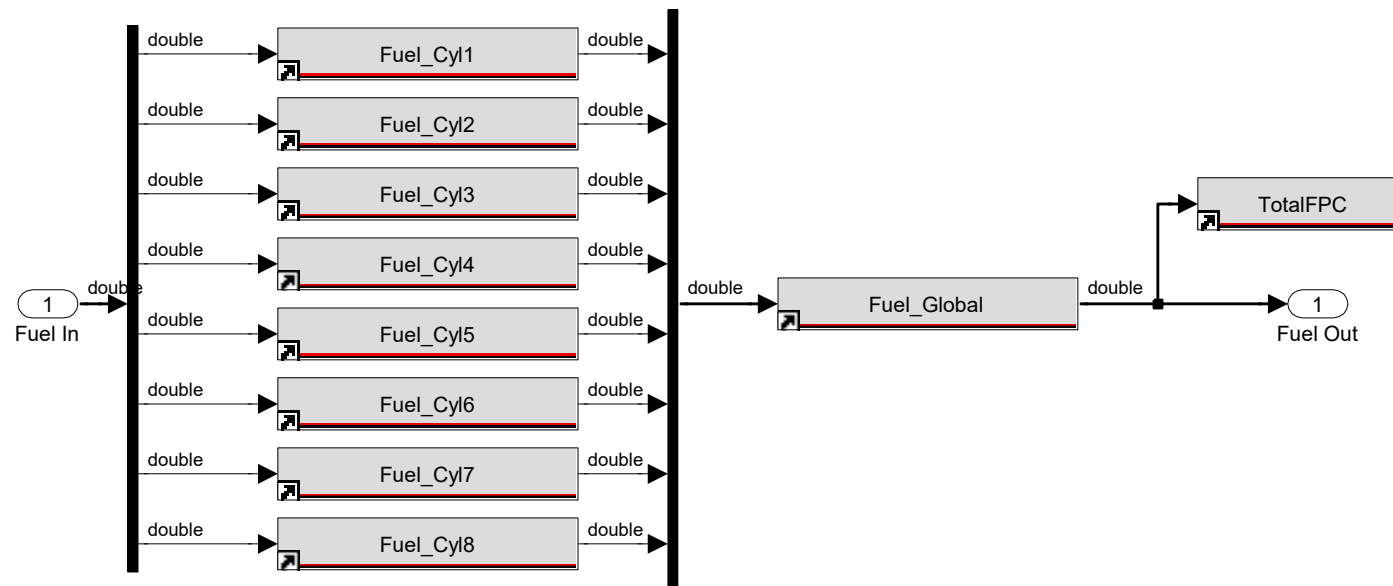 double
Fuel_Cyl1
double
double
Fuel_Cyl2
double
double
Fuel_Cyl3
double
double
Fuel_Cyl4
double
double
Fuel_Cyl5
double
double
Fuel_Cyl6
double
double
Fuel_Cyl7
double
double
Fuel_Cyl8
double
1
Fuel In
double
double
Fuel_Global
double
TotalFPC
1
Fuel Out